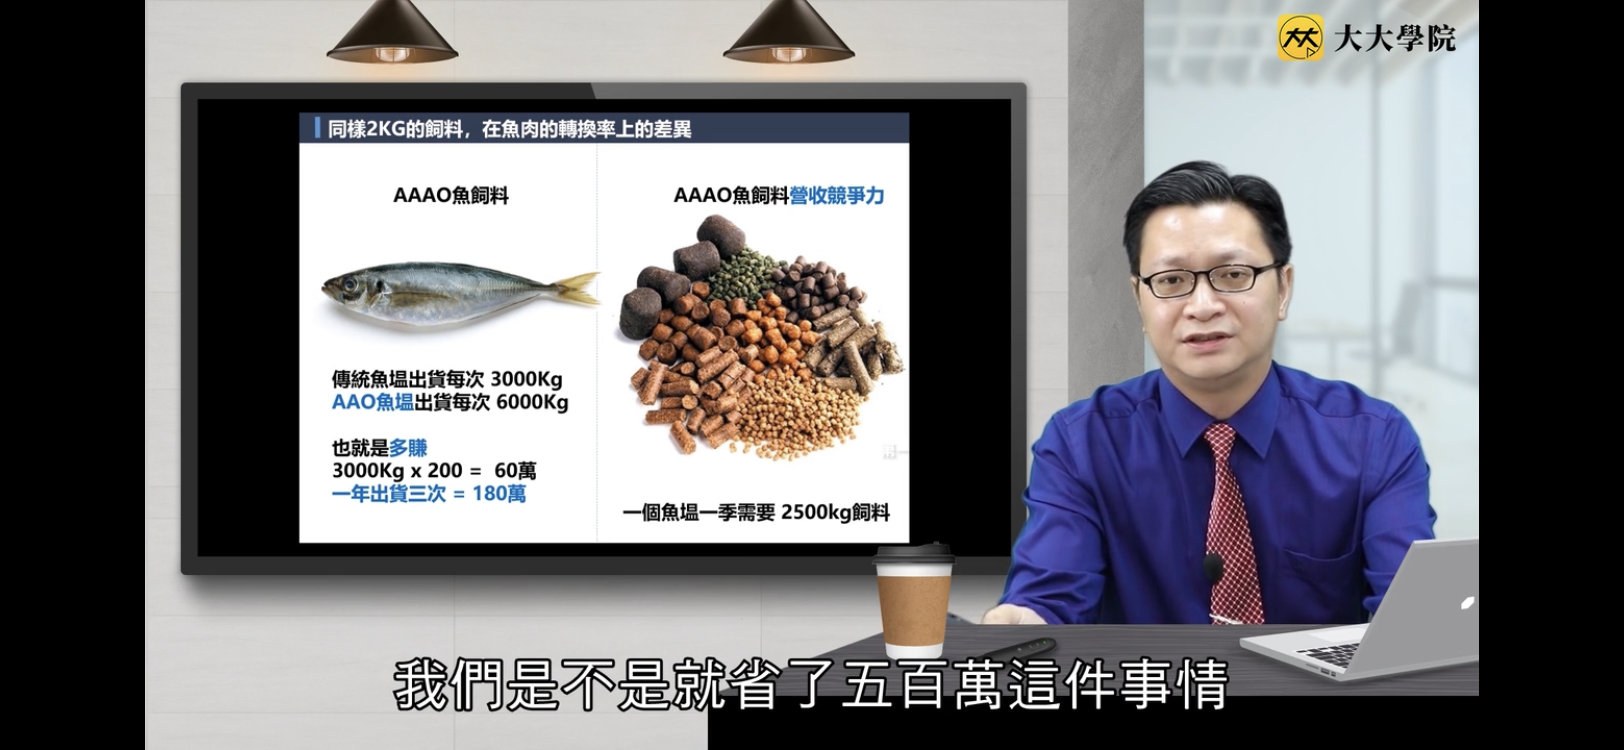 大大學院
同樣2KG的飼料，在魚肉的轉換率上的差異
AAAO魚飼料
AAAO魚飼料營收競爭力
傳統魚塭出貨每次 3000Kg
AAO魚塭出貨每次 6000Kg
也就是多賺
3000Kg x 200 = 60萬
一年出貨三次 = 180萬
一個魚塭一季需要 2500kg飼料
我們是不是就省了五百萬這件事情